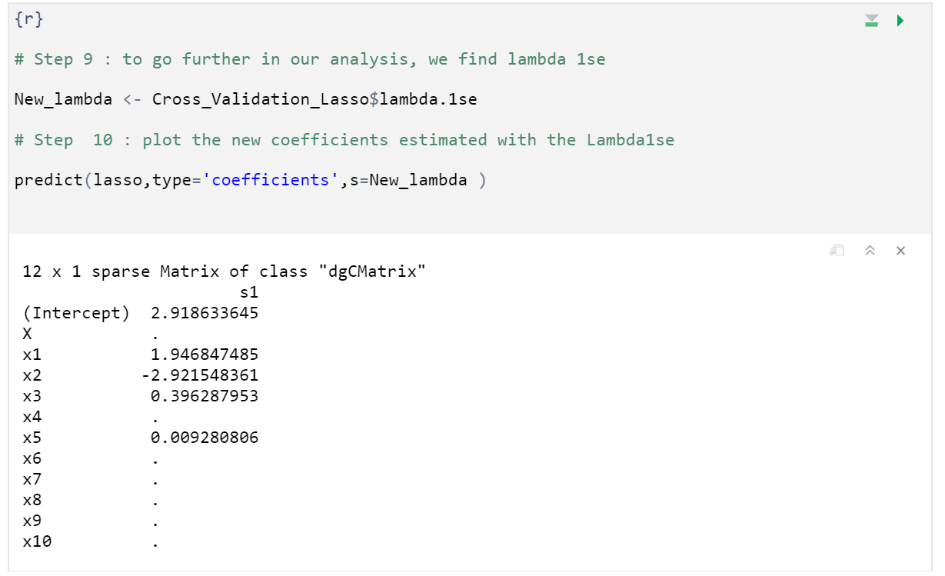 {r}
# Step 9 : to go further in our analysis, we find lambda 1se
New_lambda <- Cross_Validation_Lasso$lambda.1se
# Step  10 : plot the new coefficients estimated with the Lambda1se
predict(lasso,type='coefficients',s=New_lambda )
12 x 1 sparse Matrix of class "dgCMatrix"
s1
(Intercept)  2.918633645
X            .
x1           1.946847485
x2          -2.921548361
x3           0.396287953
x4           .
x5           0.009280806
x6           .
x7           .
x8           .
x9           .
x10          .